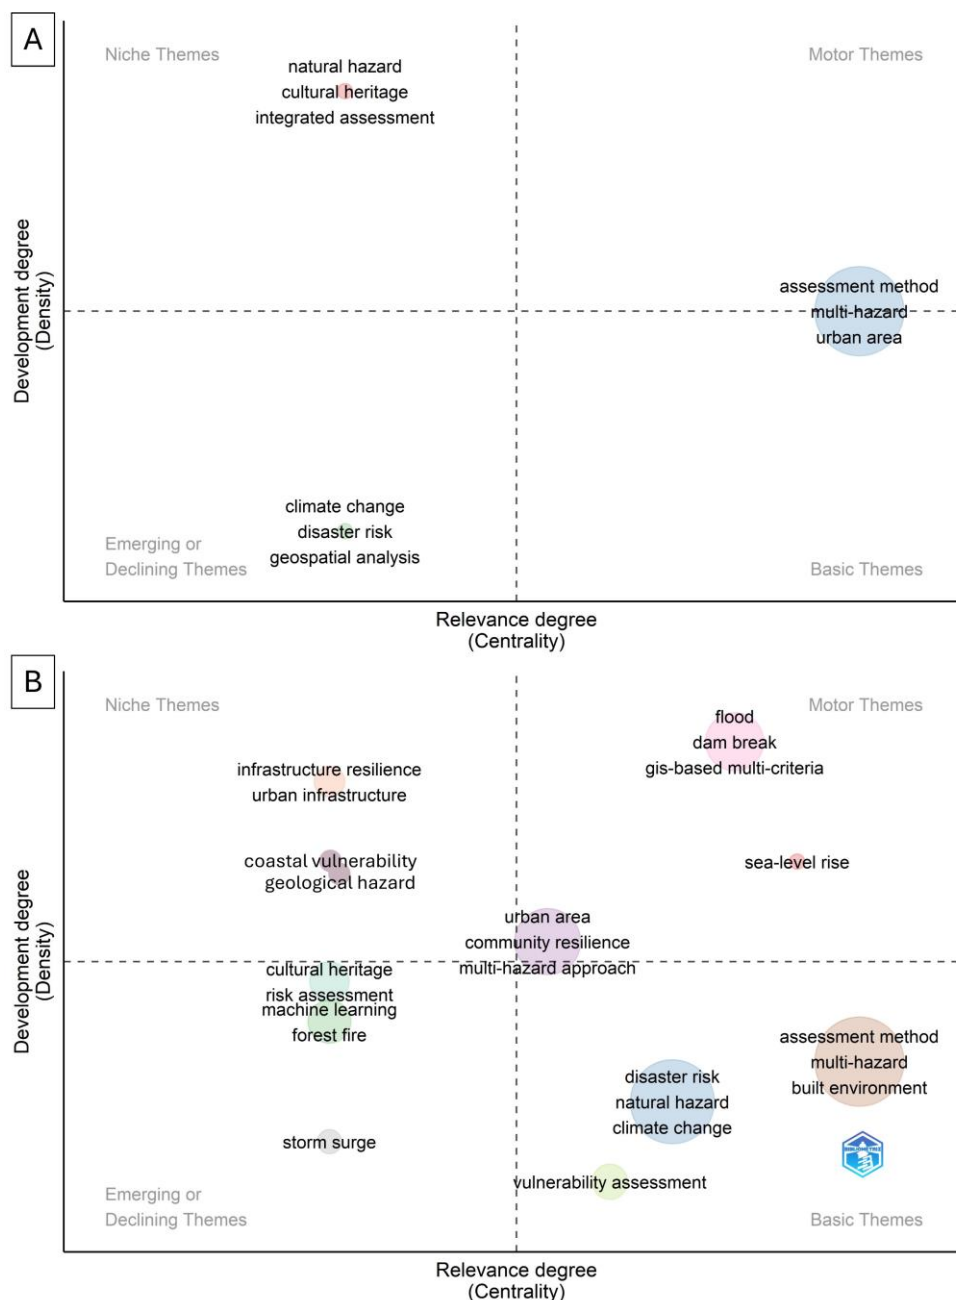 A
Niche Themes
Motor Themes
natural hazard
cultural heritage
integrated assessment
assessment method
multi-hazard
urban area
climate change
disaster risk
geospatial analysis
Emerging or
Declining Themes
Basic Themes
Development degree
(Density)
Relevance degree
(Centrality)
B
Niche Themes
Motor Themes
flood
dam break
gis-based multi-criteria
infrastructure resilience
urban infrastructure
coastal vulnerability
geological hazard
sea-level rise
urban area
community resilience
multi-hazard approach
cultural heritage
risk assessment
machine learning
forest fire
assessment method
multi-hazard
built environment
disaster risk
natural hazard
climate change
storm surge
BIBLIOMETRIX
vulnerability assessment
Emerging or
Declining Themes
Basic Themes
Development degree
(Density)
Relevance degree
(Centrality)